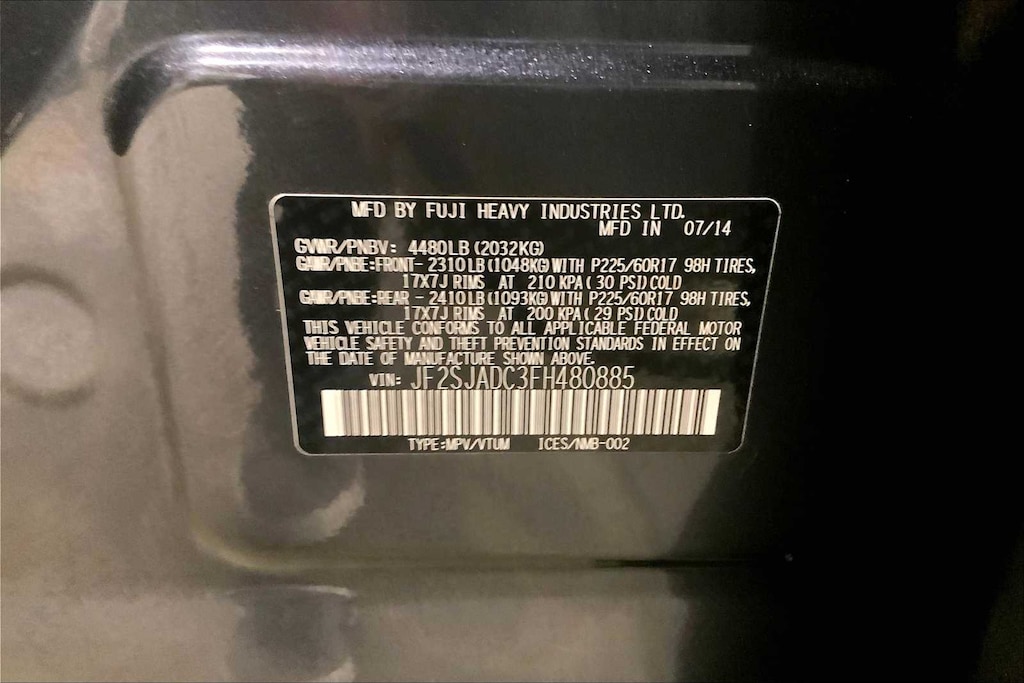 MFD BY FUJI HEAVY INDUSTRIES LTD.
MFD IN 07/14
GVWR/PNBV: 4480LB (2032KG)
GAWR/PNBE:FRONT- 2310LB (1048KG) WITH P225/60R17 98H TIRES,
17X7J RIMS AT 210 KPA ( 30 PSI) COLD
GAWR/PNBE:REAR - 2410LB (1093KG) WITH P225/60R17 98H TIRES,
17X7J RIMS AT 200 KPA ( 29 PSI) COLD
THIS VEHICLE CONFORMS TO ALL APPLICABLE FEDERAL MOTOR
VEHICLE SAFETY AND THEFT PREVENTION STANDARDS IN EFFECT ON
THE DATE OF MANUFACTURE SHOWN ABOVE.
VIN: JF2SJADC3FH480885
TYPE:MPV/VTUM ICES/NMB-002